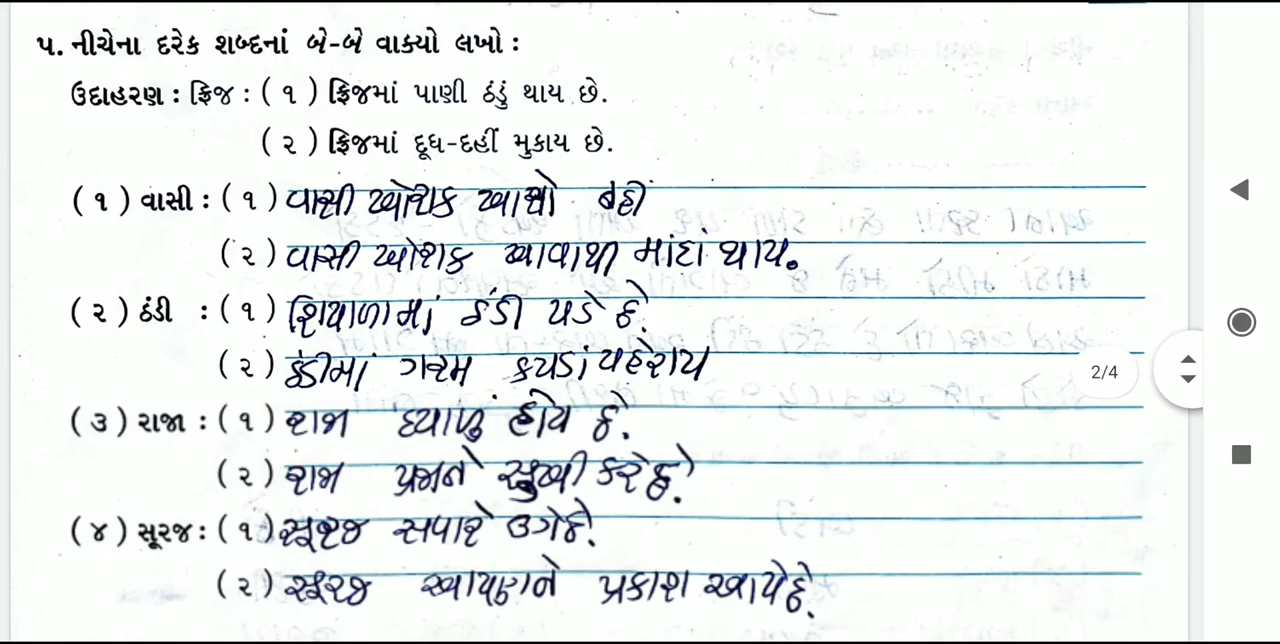 ૫. નીચેના દરેક શબ્દનાં બે-બે વાક્યો લખો :
ઉદાહરણ : ફ્રિજ : ( ૧ ) ફ્રિજમાં પાણી ઠંડું થાય છે.
( ૨ ) ફ્રિજમાં દૂધ-દહીં મુકાય છે.
( ૧ ) વાસી : ( ૧ ) વાસી ખોરાક ખાવો નહીં
( ૨ ) વાસી ખોરાક ખાવાથી માંદાં થાય.
( ૨ ) ઠંડી : ( ૧ ) શિયાળામાં ઠંડી પડે છે.
( ૨ ) ઠંડીમાં ગરમ કપડાં પહેરાય
( ૩ ) રાજા : ( ૧ ) રાજા દયાળું હોય છે.
( ૨ ) રાજા પ્રજાને સુખી કરે છે.
( ૪ ) સૂરજ : ( ૧ ) સૂરજ સવારે ઉગેછે.
( ૨ ) સૂરજ આપણને પ્રકાશ આપેછે.
2/4